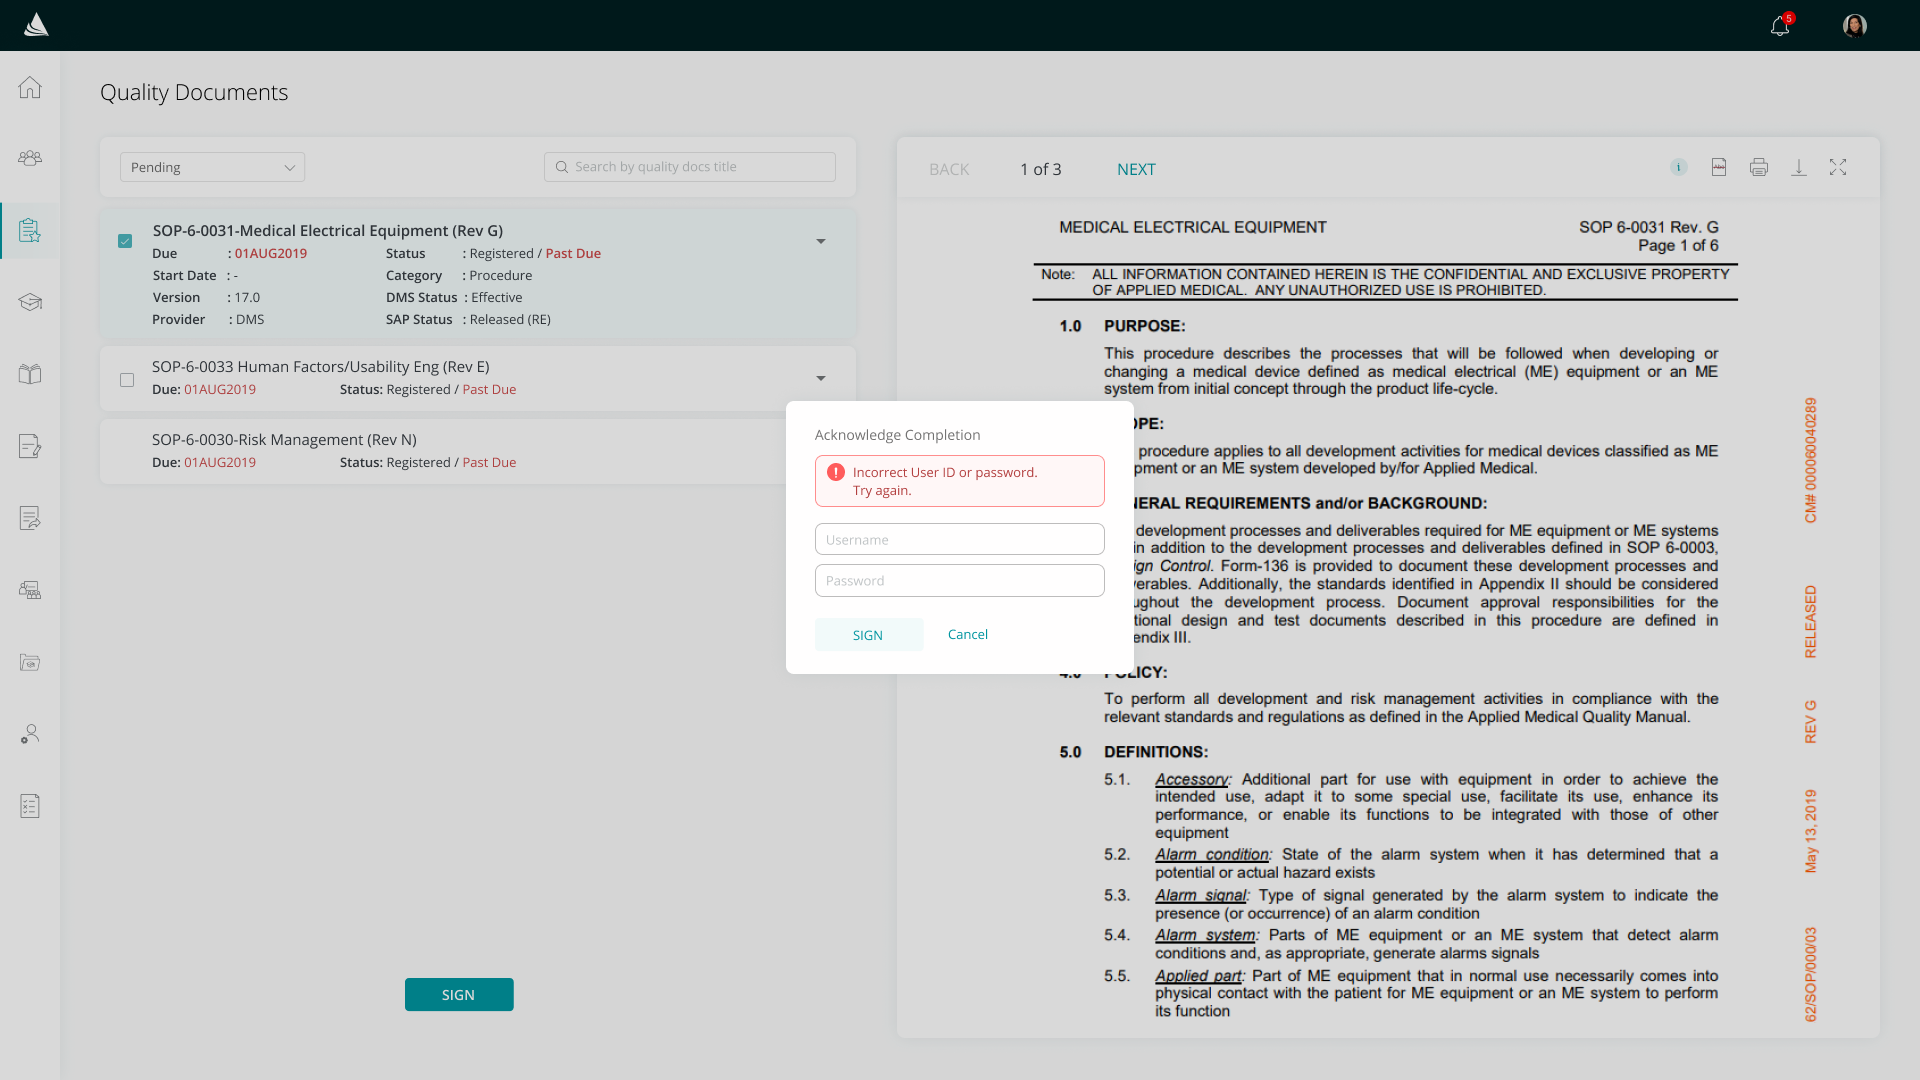 5
Quality Documents
Pending
Search by quality docs title
SOP-6-0031-Medical Electrical Equipment (Rev G)
Due : 01AUG2019 Status : Registered / Past Due
Start Date : - Category : Procedure
Version : 17.0 DMS Status : Effective
Provider : DMS SAP Status : Released (RE)
SOP-6-0033 Human Factors/Usability Eng (Rev E)
Due: 01AUG2019 Status: Registered / Past Due
SOP-6-0030-Risk Management (Rev N)
Due: 01AUG2019 Status: Registered / Past Due
SIGN
Acknowledge Completion
Incorrect User ID or password.
Try again.
Username
Password
SIGN Cancel
BACK 1 of 3 NEXT
MEDICAL ELECTRICAL EQUIPMENT SOP 6-0031 Rev. G
Page 1 of 6
Note: ALL INFORMATION CONTAINED HEREIN IS THE CONFIDENTIAL AND EXCLUSIVE PROPERTY
OF APPLIED MEDICAL. ANY UNAUTHORIZED USE IS PROHIBITED.
1.0 PURPOSE:
This procedure describes the processes that will be followed when developing or
changing a medical device defined as medical electrical (ME) equipment or an ME
system from initial concept through the product life-cycle.
OPE:
procedure applies to all development activities for medical devices classified as ME
pment or an ME system developed by/for Applied Medical.
NERAL REQUIREMENTS and/or BACKGROUND:
development processes and deliverables required for ME equipment or ME systems
in addition to the development processes and deliverables defined in SOP 6-0003,
ign Control. Form-136 is provided to document these development processes and
verables. Additionally, the standards identified in Appendix II should be considered
ughout the development process. Document approval responsibilities for the
tional design and test documents described in this procedure are defined in
endix III.
4.0 POLICY:
To perform all development and risk management activities in compliance with the
relevant standards and regulations as defined in the Applied Medical Quality Manual.
5.0 DEFINITIONS:
5.1. Accessory: Additional part for use with equipment in order to achieve the
intended use, adapt it to some special use, facilitate its use, enhance its
performance, or enable its functions to be integrated with those of other
equipment
5.2. Alarm condition: State of the alarm system when it has determined that a
potential or actual hazard exists
5.3. Alarm signal: Type of signal generated by the alarm system to indicate the
presence (or occurrence) of an alarm condition
5.4. Alarm system: Parts of ME equipment or an ME system that detect alarm
conditions and, as appropriate, generate alarms signals
5.5. Applied part: Part of ME equipment that in normal use necessarily comes into
physical contact with the patient for ME equipment or an ME system to perform
its function
62/SOP/000/03 May 13, 2019 REV G RELEASED CM# 000060040289